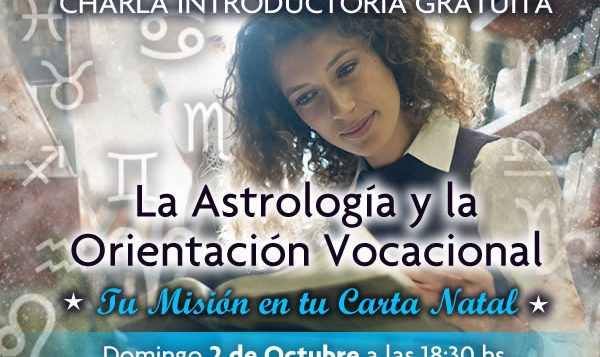 CHARLA INTRODUCTORIA GRATUITA
La Astrología y la
Orientación Vocacional
★ Tu Misión en tu Carta Natal ★
Domingo 2 de Octubre a las 18:30 hs